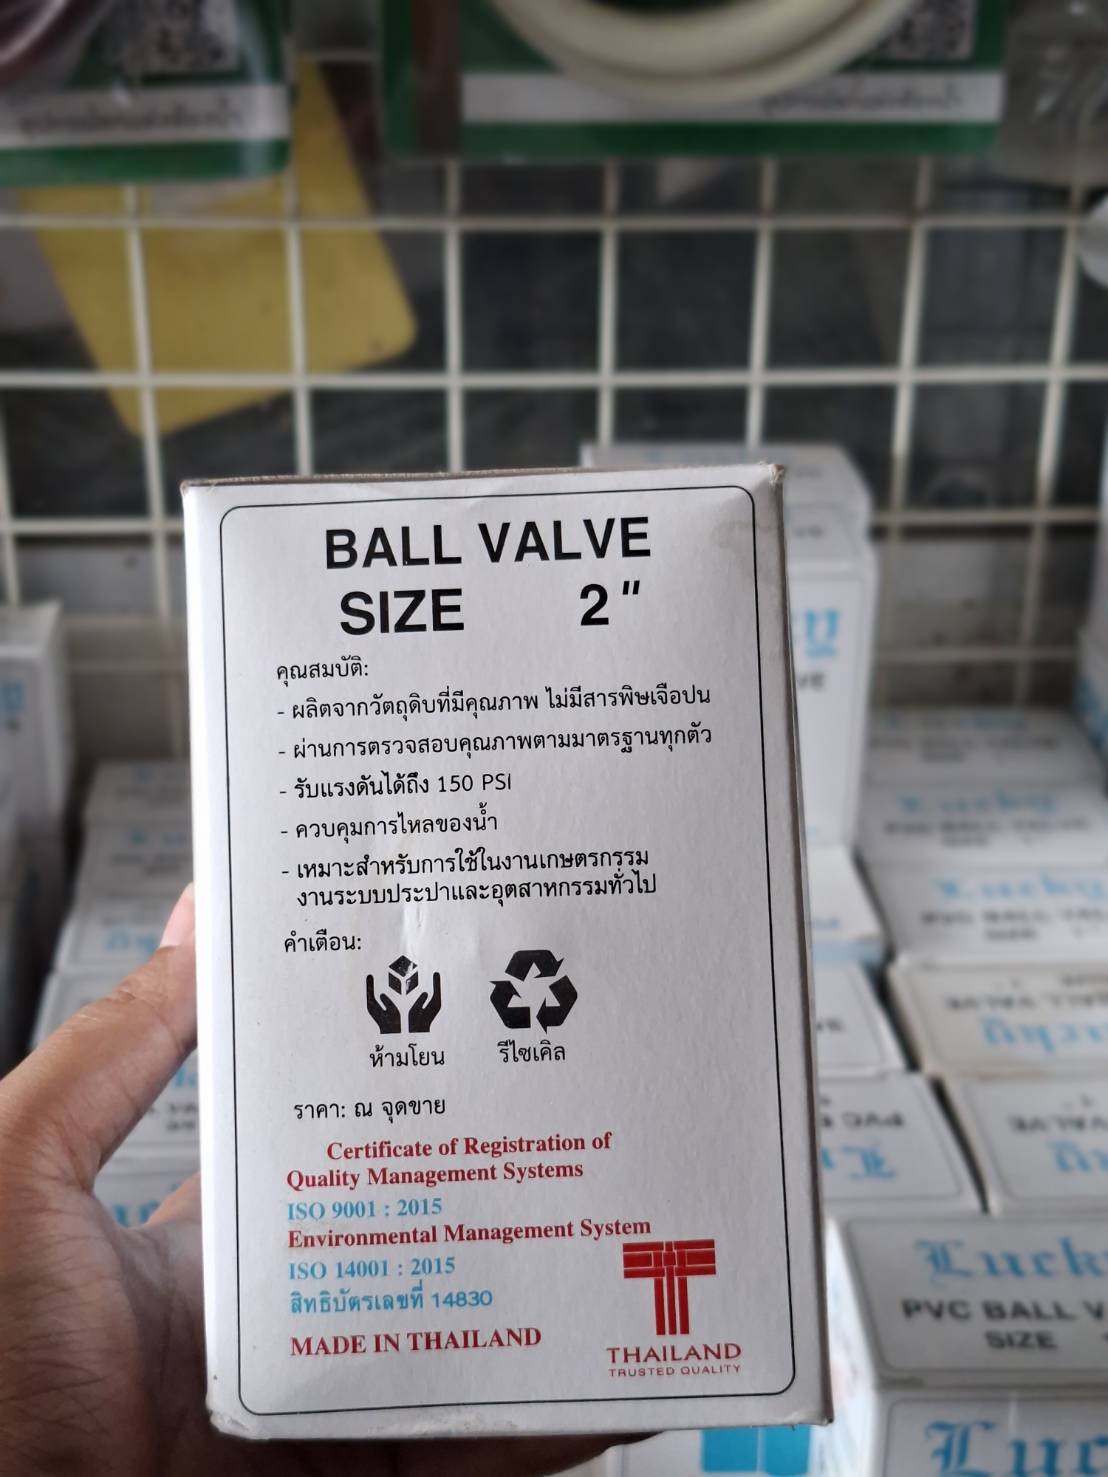 BALL VALVE
SIZE 2"
คุณสมบัติ:
- ผลิตจากวัตถุดิบที่มีคุณภาพ ไม่มีสารพิษเจือปน
- ผ่านการตรวจสอบคุณภาพตามมาตรฐานทุกตัว
- รับแรงดันได้ถึง 150 PSI
- ควบคุมการไหลของน้ำ
- เหมาะสำหรับการใช้ในงานเกษตรกรรม
งานระบบประปาและอุตสาหกรรมทั่วไป
คำเตือน:
ห้ามโยน รีไซเคิล
ราคา: ณ จุดขาย
Certificate of Registration of
Quality Management Systems
ISO 9001 : 2015
Environmental Management System
ISO 14001 : 2015
สิทธิบัตรเลขที่ 14830
MADE IN THAILAND
THAILAND
TRUSTED QUALITY
Lucky
PVC BALL VALVE
SIZE
Lucky
PVC BALL V
SIZE
Luc